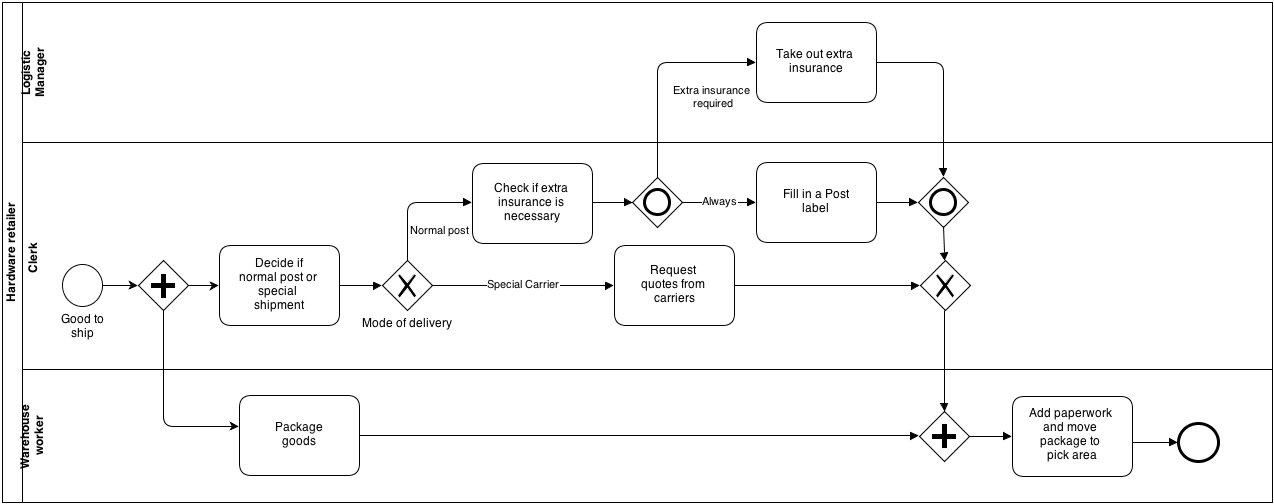 Hardware retailer
Logistic
Manager
Take out extra
insurance
Extra insurance
required
Clerk
Check if extra
insurance is
necessary
Always
Fill in a Post
label
Normal post
Good to
ship
Decide if
normal post or
special
shipment
Mode of delivery
Special Carrier
Request
quotes from
carriers
Warehouse
worker
Package
goods
Add paperwork
and move
package to
pick area